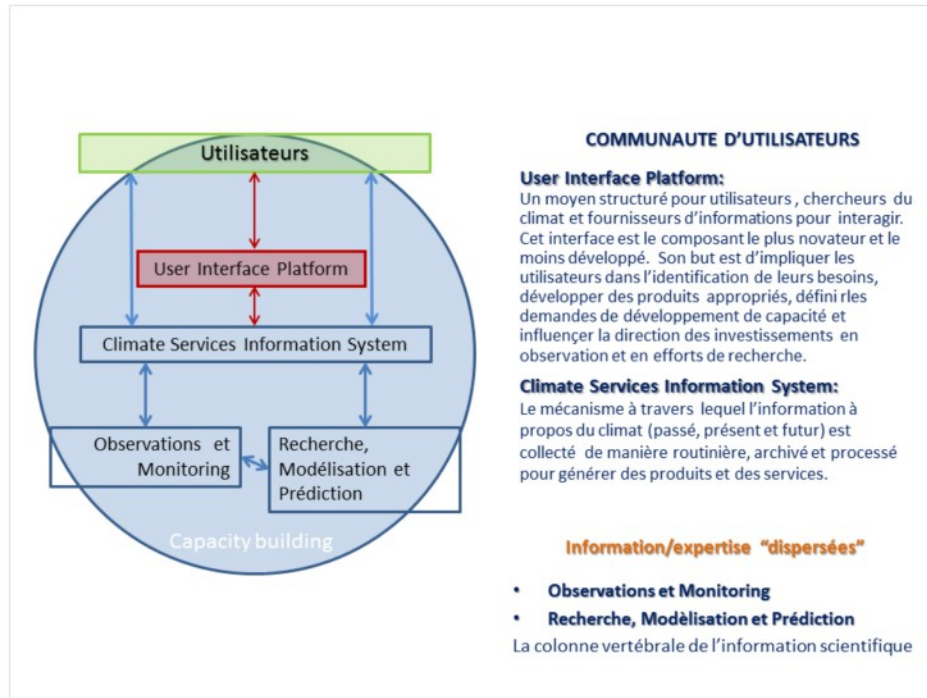 Utilisateurs
User Interface Platform
Climate Services Information System
Observations et
Monitoring
Recherche,
Modélisation et
Prédiction
Capacity building
COMMUNAUTE D’UTILISATEURS
User Interface Platform:
Un moyen structuré pour utilisateurs , chercheurs du
climat et fournisseurs d’informations pour interagir.
Cet interface est le composant le plus novateur et le
moins développé. Son but est d’impliquer les
utilisateurs dans l’identification de leurs besoins,
développer des produits appropriés, défini rles
demandes de développement de capacité et
influençer la direction des investissements en
observation et en efforts de recherche.
Climate Services Information System:
Le mécanisme à travers lequel l’information à
propos du climat (passé, présent et futur) est
collecté de manière routinière, archivé et processé
pour générer des produits et des services.
Information/expertise “dispersées”
• Observations et Monitoring
• Recherche, Modèlisation et Prédiction
La colonne vertébrale de l’information scientifique